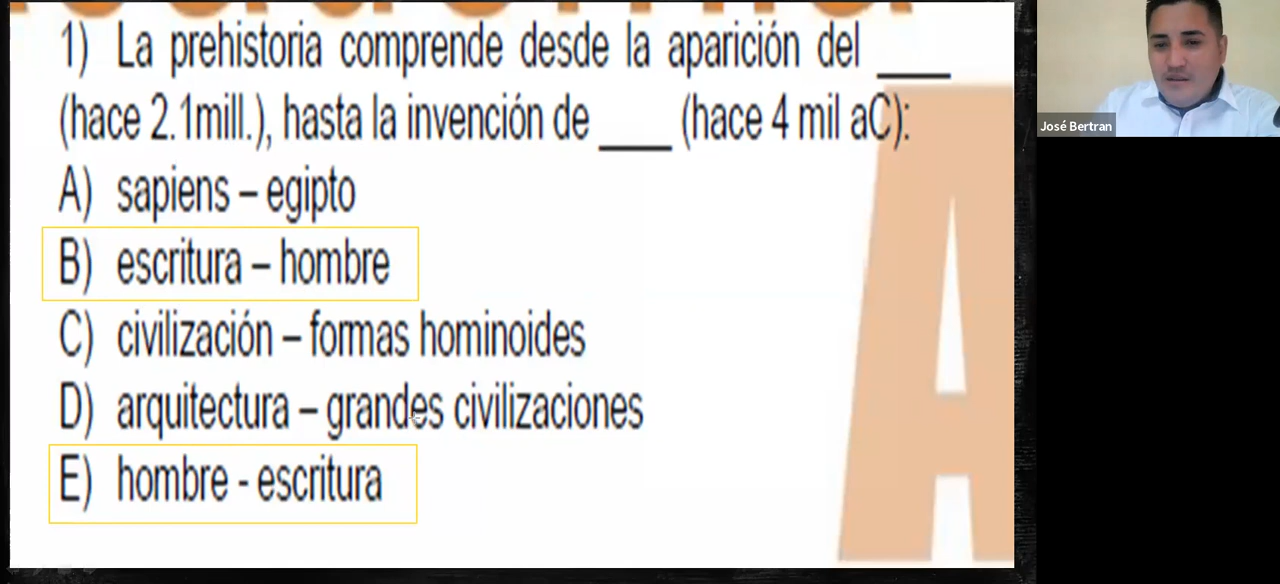 1) La prehistoria comprende desde la aparición del ____
(hace 2.1mill.), hasta la invención de ____ (hace 4 mil aC):
A) sapiens – egipto
B) escritura – hombre
C) civilización – formas hominoides
D) arquitectura – grandes civilizaciones
E) hombre - escritura
José Bertran